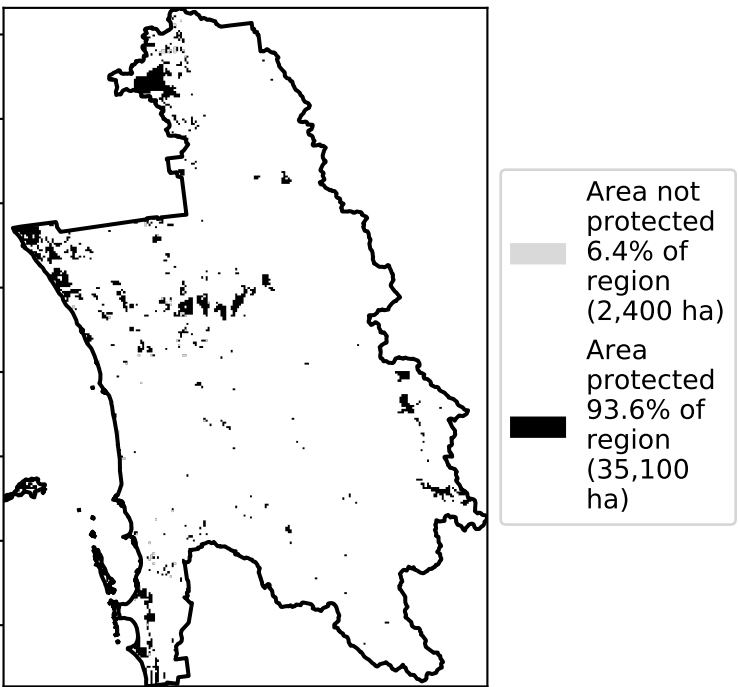 Area not
protected
6.4% of
region
(2,400 ha)
Area
protected
93.6% of
region
(35,100
ha)